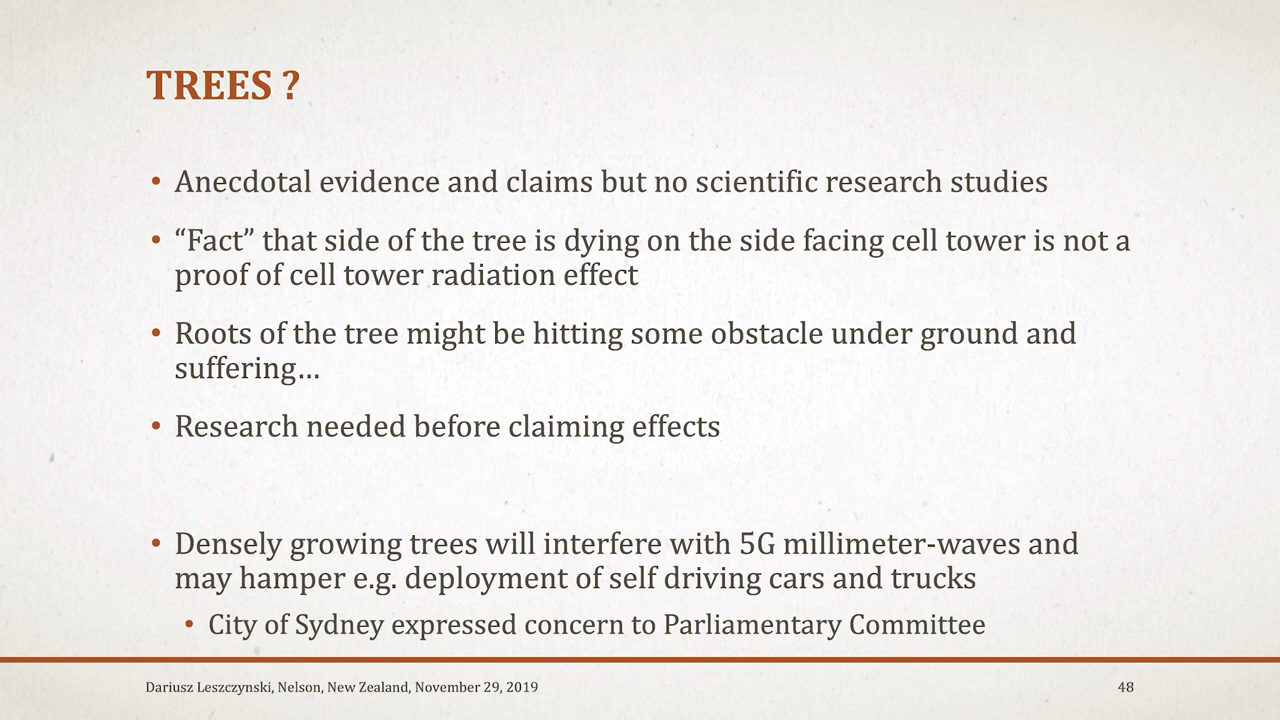 TREES ?
• Anecdotal evidence and claims but no scientific research studies
• “Fact” that side of the tree is dying on the side facing cell tower is not a
proof of cell tower radiation effect
• Roots of the tree might be hitting some obstacle under ground and
suffering…
• Research needed before claiming effects
• Densely growing trees will interfere with 5G millimeter-waves and
may hamper e.g. deployment of self driving cars and trucks
• City of Sydney expressed concern to Parliamentary Committee
Dariusz Leszczynski, Nelson, New Zealand, November 29, 2019
48